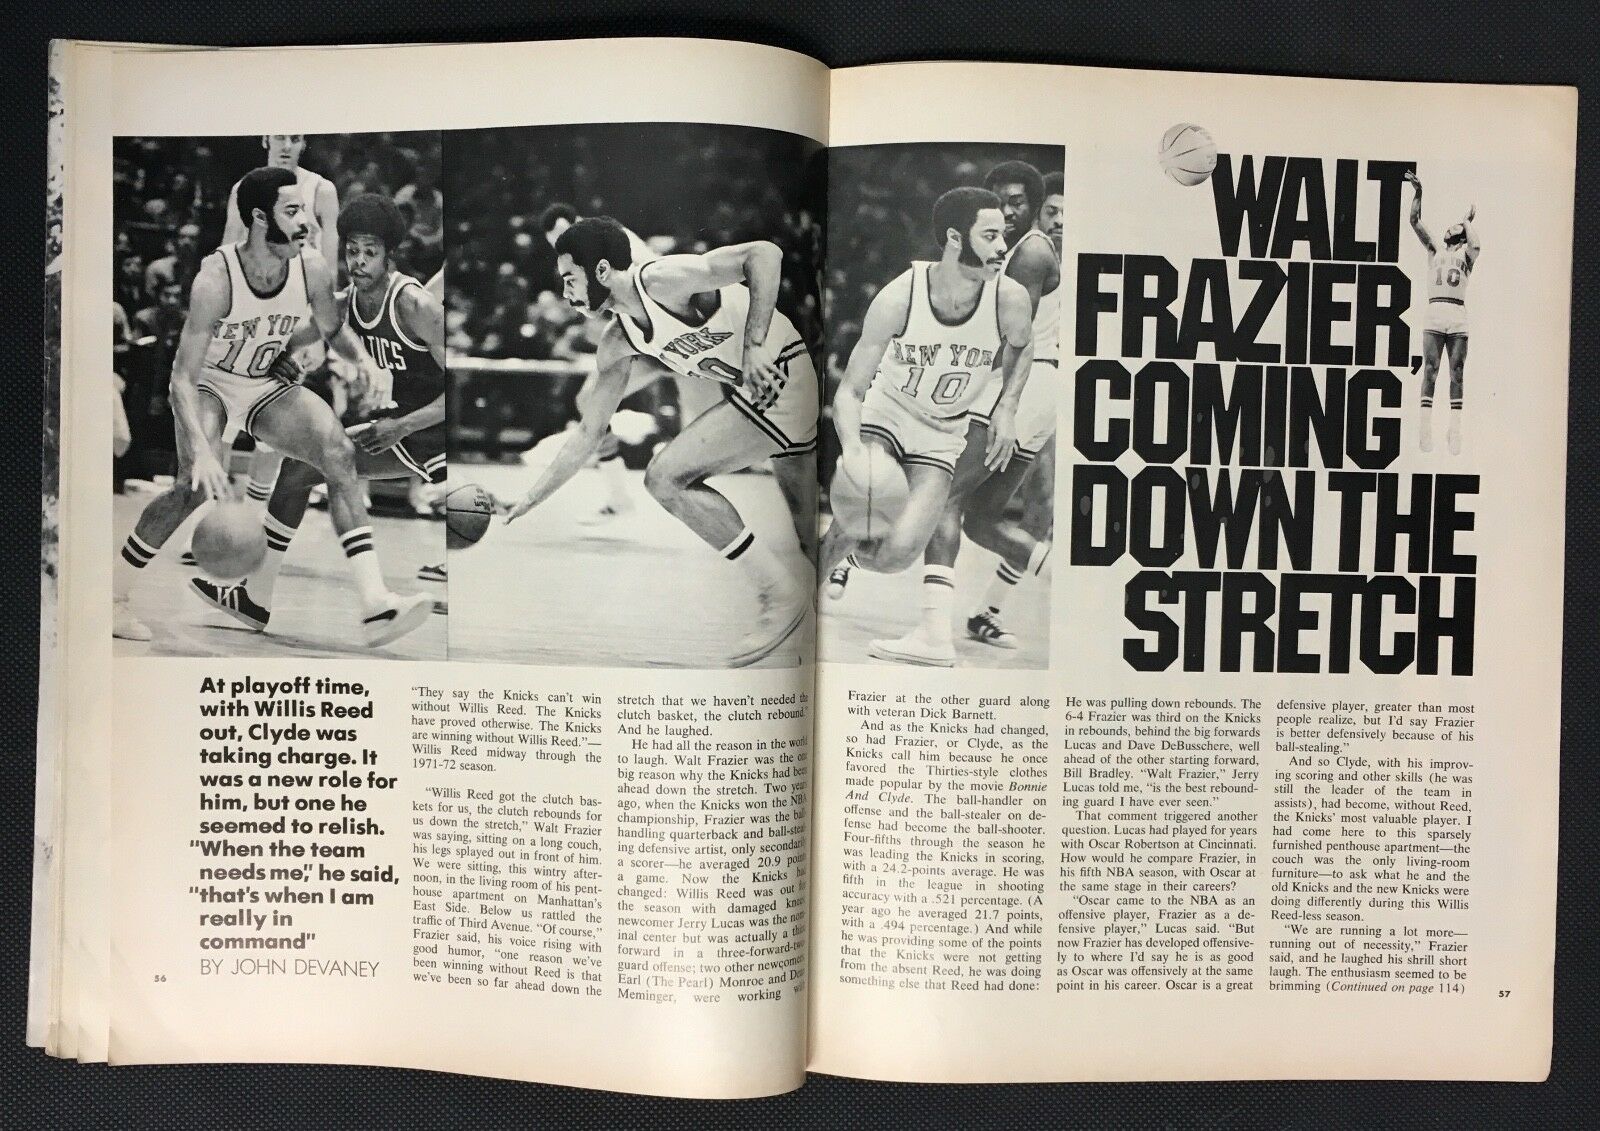 WALT
FRAZIER,
COMING
DOWN THE
STRETCH
NEW YOR
10
TICS
YORK
10
NEW YOR
10
NEW YORK
10
At playoff time,
with Willis Reed
out, Clyde was
taking charge. It
was a new role for
him, but one he
seemed to relish.
"When the team
needs me," he said,
"that's when I am
really in
command"
BY JOHN DEVANEY
56
"They say the Knicks can't win
without Willis Reed. The Knicks
have proved otherwise. The Knicks
are winning without Willis Reed."—
Willis Reed midway through the
1971-72 season.
"Willis Reed got the clutch bas-
kets for us, the clutch rebounds for
us down the stretch," Walt Frazier
was saying, sitting on a long couch,
his legs splayed out in front of him.
We were sitting, this wintry after-
noon, in the living room of his pent-
house apartment on Manhattan's
East Side. Below us rattled the
traffic of Third Avenue. "Of course,"
Frazier said, his voice rising with
good humor, "one reason we've
been winning without Reed is that
we've been so far ahead down the
stretch that we haven't needed the
clutch basket, the clutch rebound."
And he laughed.
He had all the reason in the world
to laugh. Walt Frazier was the one
big reason why the Knicks had been
ahead down the stretch. Two years
ago, when the Knicks won the NBA
championship, Frazier was the ball-
handling quarterback and ball-steal-
ing defensive artist, only secondarily
a scorer—he averaged 20.9 points
a game. Now the Knicks had
changed: Willis Reed was out for
the season with damaged knees;
newcomer Jerry Lucas was the nom-
inal center but was actually a third
forward in a three-forward-two
guard offense; two other newcomers,
Earl (The Pearl) Monroe and Dean
Meminger, were working with
Frazier at the other guard along
with veteran Dick Barnett.
And as the Knicks had changed,
so had Frazier, or Clyde, as the
Knicks call him because he once
favored the Thirties-style clothes
made popular by the movie Bonnie
And Clyde. The ball-handler on
offense and the ball-stealer on de-
fense had become the ball-shooter.
Four-fifths through the season he
was leading the Knicks in scoring,
with a 24.2-points average. He was
fifth in the league in shooting
accuracy with a .521 percentage. (A
year ago he averaged 21.7 points,
with a .494 percentage.) And while
he was providing some of the points
that the Knicks were not getting
from the absent Reed, he was doing
something else that Reed had done:
He was pulling down rebounds. The
6-4 Frazier was third on the Knicks
in rebounds, behind the big forwards
Lucas and Dave DeBusschere, well
ahead of the other starting forward,
Bill Bradley. "Walt Frazier," Jerry
Lucas told me, "is the best rebound-
ing guard I have ever seen."
That comment triggered another
question. Lucas had played for years
with Oscar Robertson at Cincinnati.
How would he compare Frazier, in
his fifth NBA season, with Oscar at
the same stage in their careers?
"Oscar came to the NBA as an
offensive player, Frazier as a de-
fensive player," Lucas said. "But
now Frazier has developed offensive-
ly to where I'd say he is as good
as Oscar was offensively at the same
point in his career. Oscar is a great
defensive player, greater than most
people realize, but I'd say Frazier
is better defensively because of his
ball-stealing."
And so Clyde, with his improv-
ing scoring and other skills (he was
still the leader of the team in
assists), had become, without Reed,
the Knicks' most valuable player. I
had come here to this sparsely
furnished penthouse apartment—the
couch was the only living-room
furniture—to ask what he and the
old Knicks and the new Knicks were
doing differently during this Willis
Reed-less season.
"We are running a lot more—
running out of necessity," Frazier
said, and he laughed his shrill short
laugh. The enthusiasm seemed to be
brimming (Continued on page 114)
57